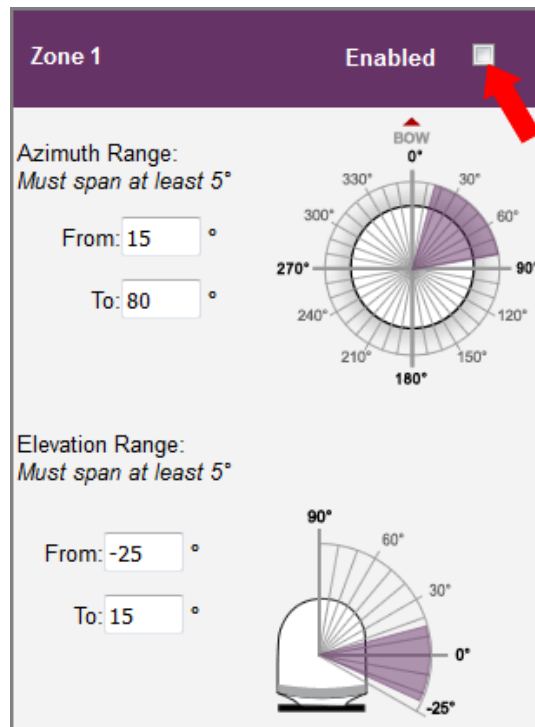 Zone 1 Enabled
Azimuth Range:
Must span at least 5°
From: 15 °
To: 80 °
BOW
0°
330° 30°
300° 60°
270° 90°
240° 120°
210° 150°
180°
Elevation Range:
Must span at least 5°
From: -25 °
To: 15 °
90°
60°
30°
0°
-25°